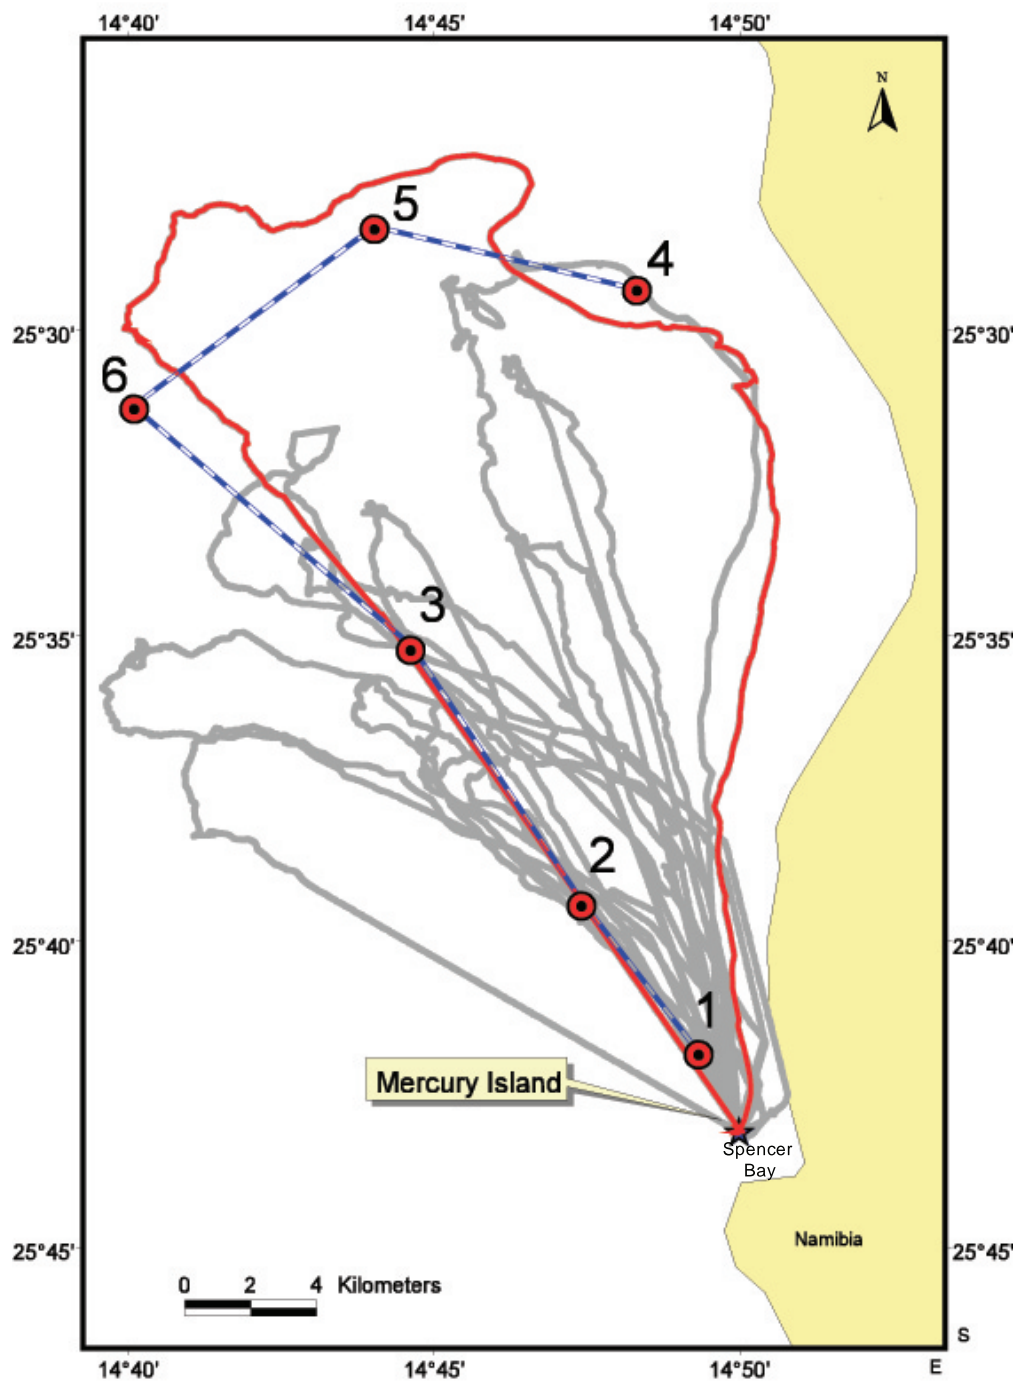 14°40' 14°45' 14°50'
N
5
4
25°30' 25°30'
6
3
25°35' 25°35'
2
25°40' 25°40'
1
Mercury Island
Spencer
Bay
Namibia
25°45' 25°45'
0 2 4 Kilometers
S
14°40' 14°45' 14°50' E